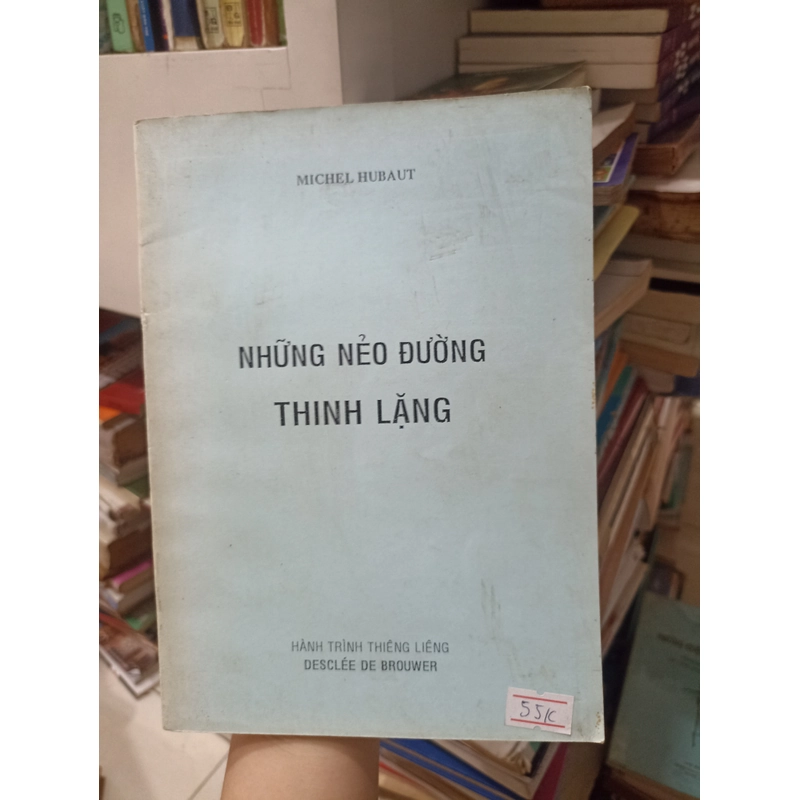 MICHEL HUBAUT
NHỮNG NẺO ĐƯỜNG
THINH LẶNG
HÀNH TRÌNH THIÊNG LIÊNG
DESCLÉE DE BROUWER
55K